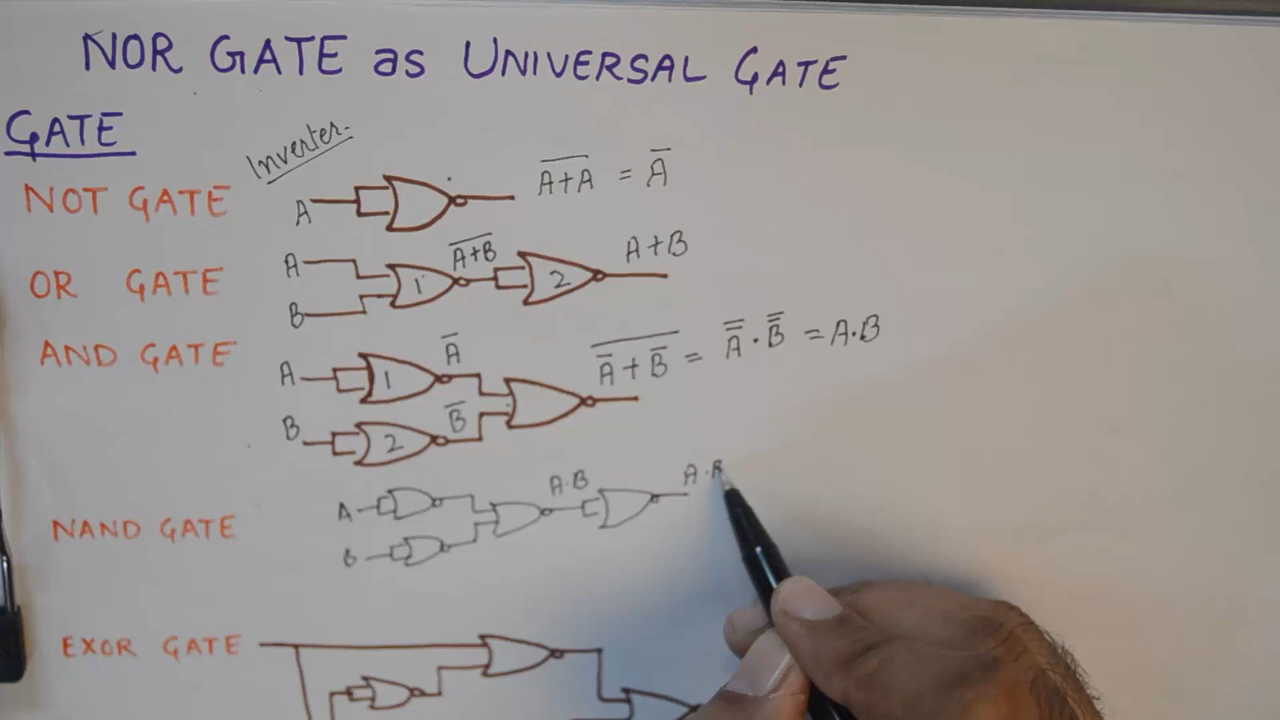 NOR GATE as UNIVERSAL GATE
GATE
Inverter-
NOT GATE A A̅+̅A̅ = A̅
OR GATE A B 1 A̅+̅B̅ 2 A+B
AND GATE A B 1 2 A̅ B̅ \overline{A̅ + B̅} = A̿ · B̿ = A·B
NAND GATE A B A·B A·B
EXOR GATE